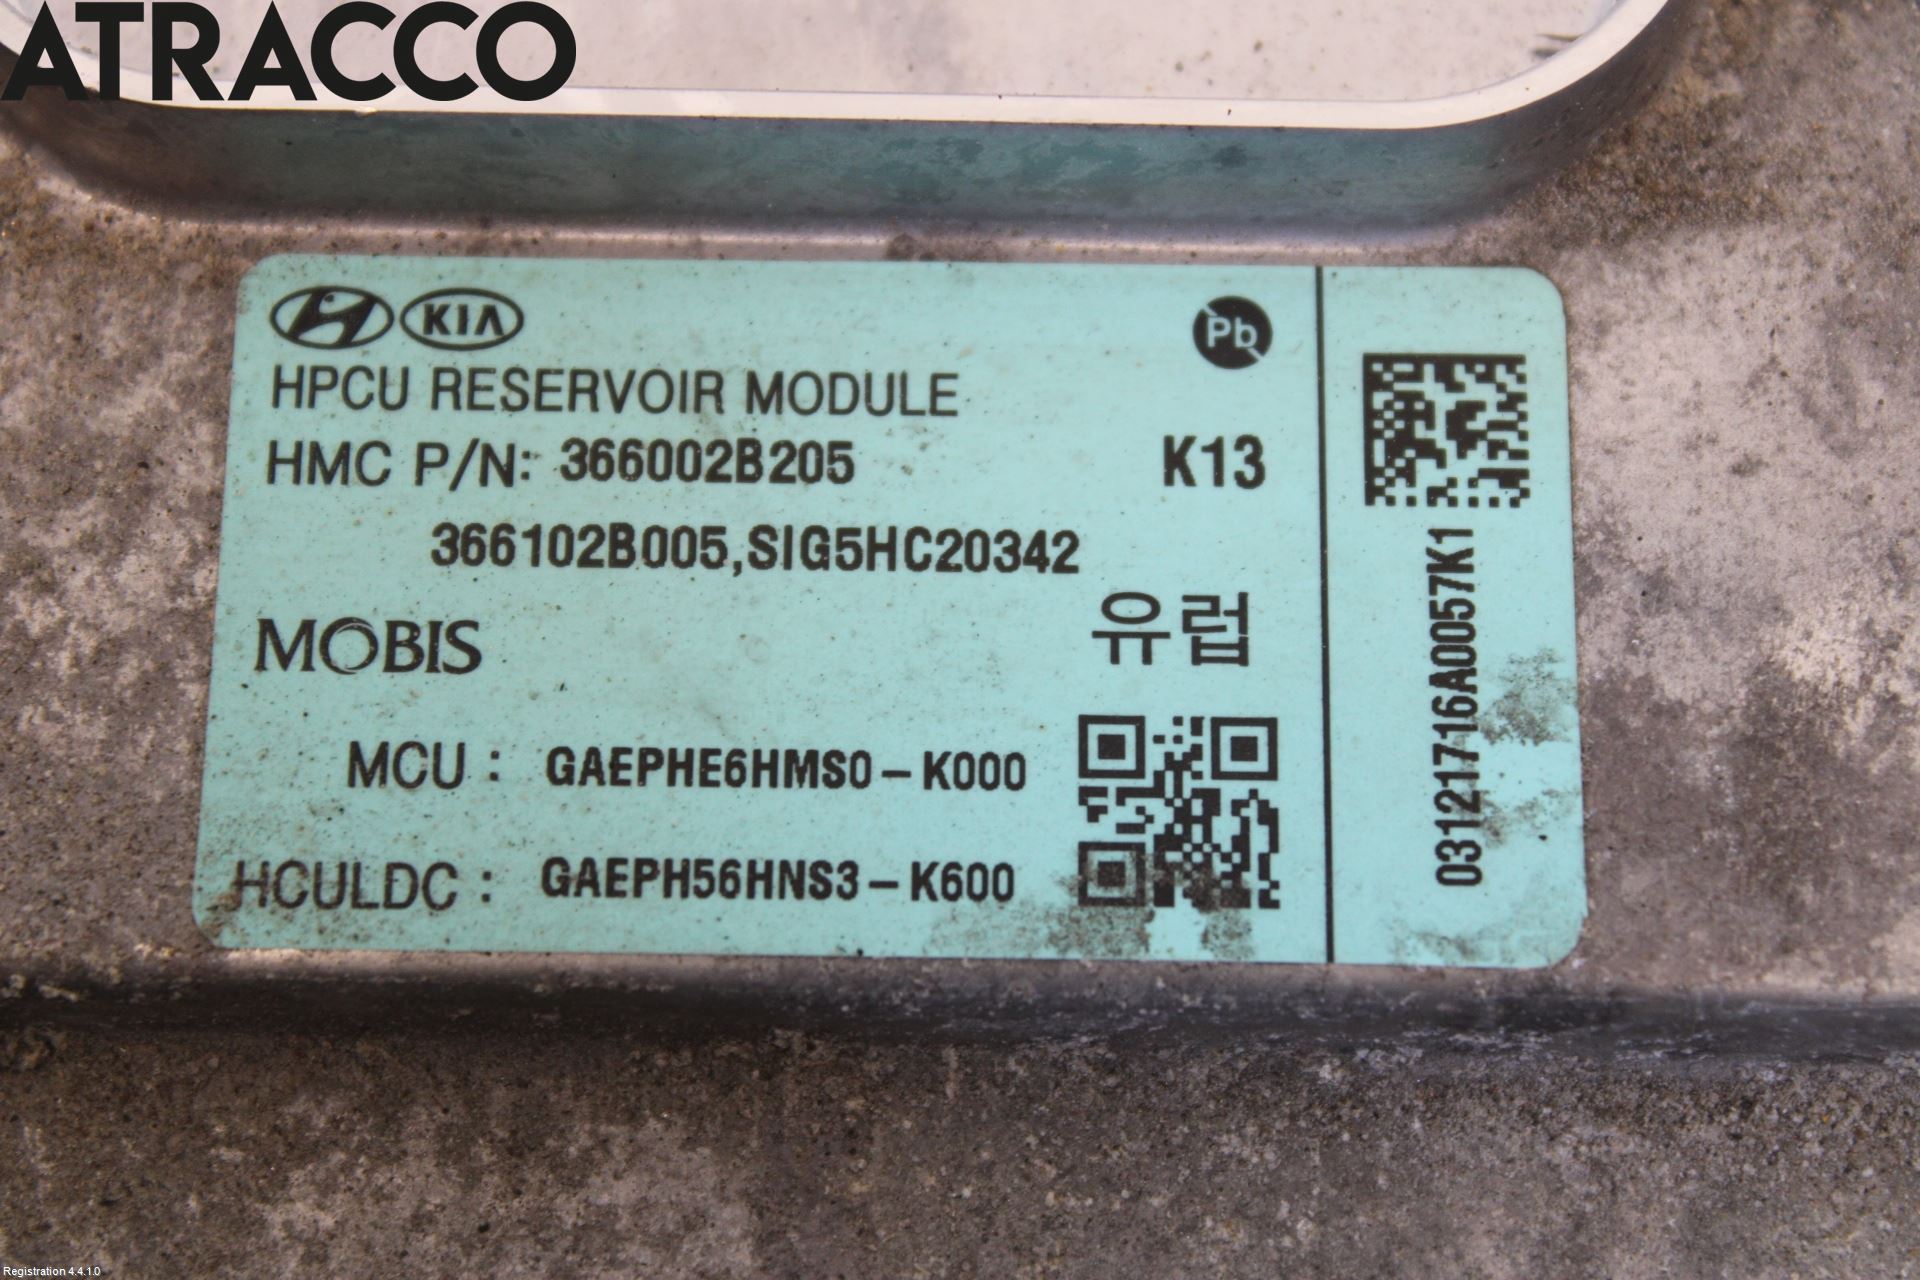 ATRACCO
KIA
Pb
HPCU RESERVOIR MODULE
HMC P/N: 366002B205 K13
366102B005,SIG5HC20342
MOBIS 유럽
MCU : GAEPHE6HMS0-K000
HCULDC : GAEPH56HNS3-K600
03121716A0057K1
Registration 4.4.1.0